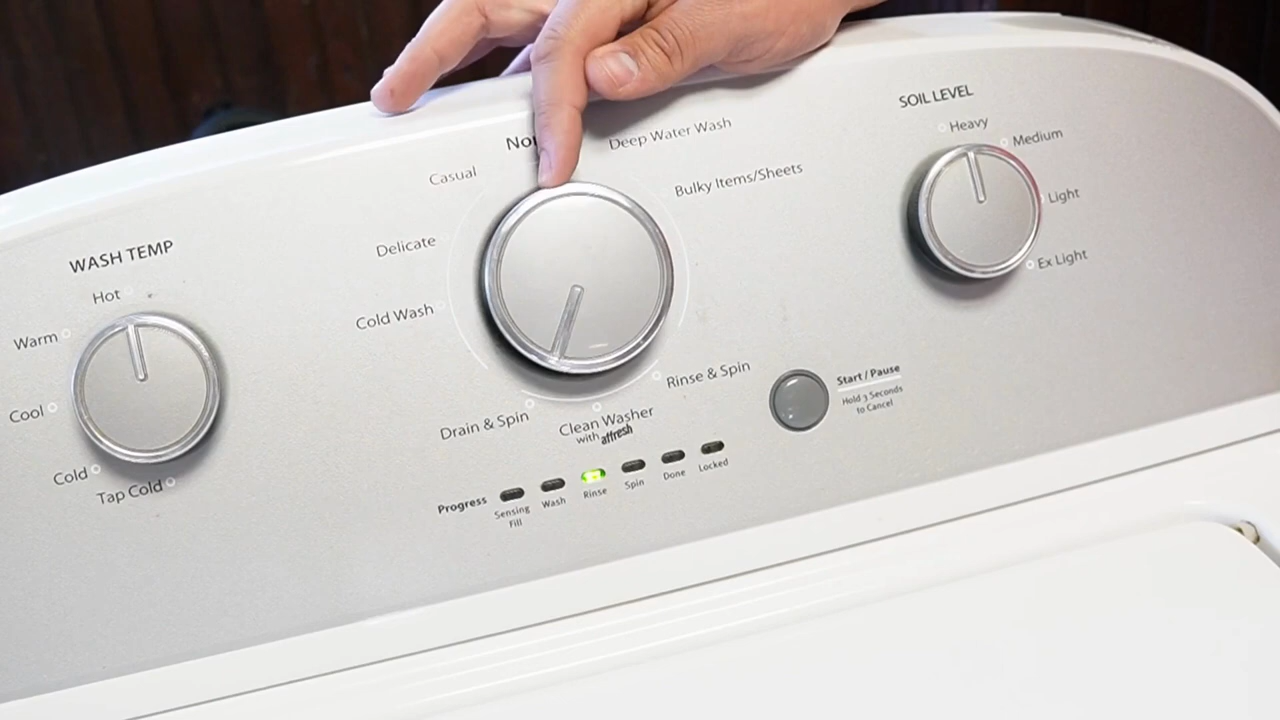 WASH TEMP
Hot
Warm
Cool
Cold
Tap Cold
Deep Water Wash
Casual
Bulky Items/Sheets
Delicate
Cold Wash
Rinse & Spin
Drain & Spin
Clean Washer
with affresh
SOIL LEVEL
Heavy
Medium
Light
Ex Light
Start / Pause
Hold 3 Seconds
to Cancel
Progress
Sensing
Fill
Wash
Rinse
Spin
Done
Locked